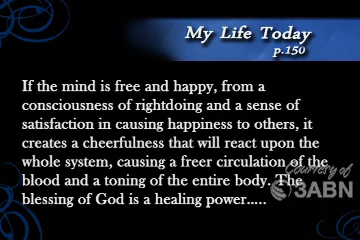 My Life Today
p.150
If the mind is free and happy, from a
consciousness of rightdoing and a sense of
satisfaction in causing happiness to others, it
creates a cheerfulness that will react upon the
whole system, causing a freer circulation of the
blood and a toning of the entire body. The
blessing of God is a healing power.....
Courtesy of
3ABN